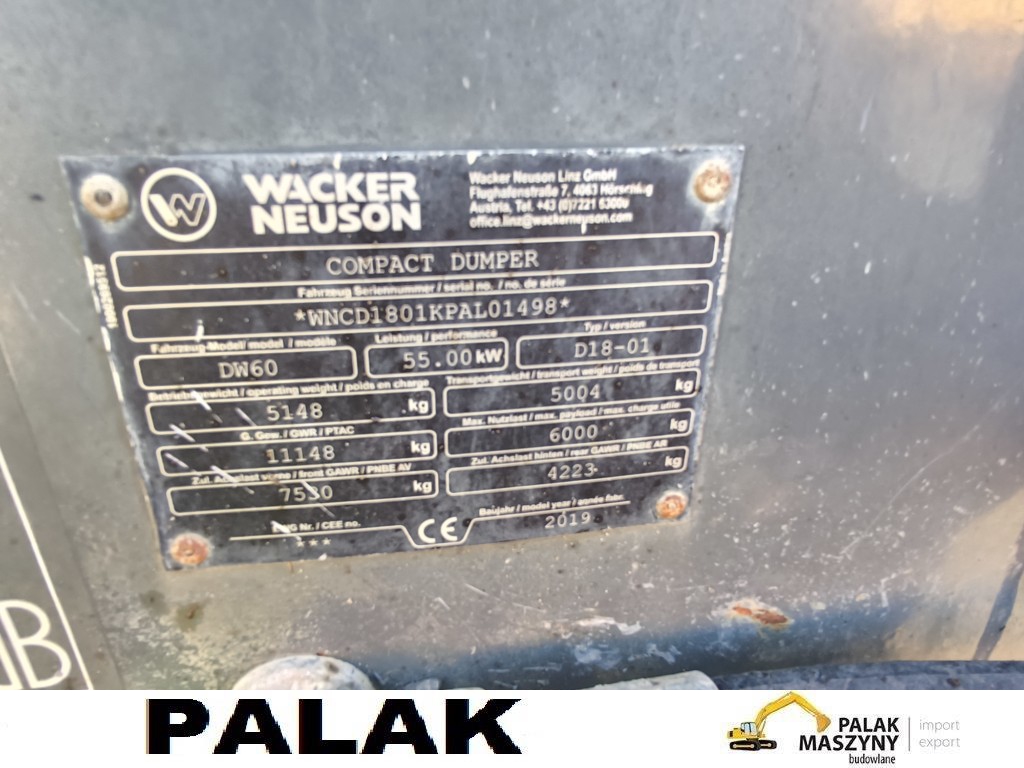 WACKER
NEUSON
Wacker Neuson Linz GmbH
Flughafenstraße 7, 4063 Hörsching
Austria, Tel. +43 (0)7221 63000
office.linz@wackerneuson.com
1000260312
COMPACT DUMPER
Fahrzeug Seriennummer / serial no. / no. de série
*WNCD1801KPAL01498*
Fahrzeug-Modell / model / modèle
Leistung / performance
Typ / version
DW60
55.00 kW
D18-01
Betriebsgewicht / operating weight / poids en charge
Transportgewicht / transport weight / poids de transport
5148 kg
5004 kg
G. Gew. / GWR / PTAC
Max. Nutzlast / max. payload / max. charge utile
11148 kg
6000 kg
Zul. Achslast vorne / front GAWR / PNBE AV
Zul. Achslast hinten / rear GAWR / PNBE AR
7530 kg
4223 kg
EWG Nr. / CEE no.
***
CE
Baujahr / model year / année fabr.
2019
B
PALAK
PALAK
MASZYNY
budowlane
import
export